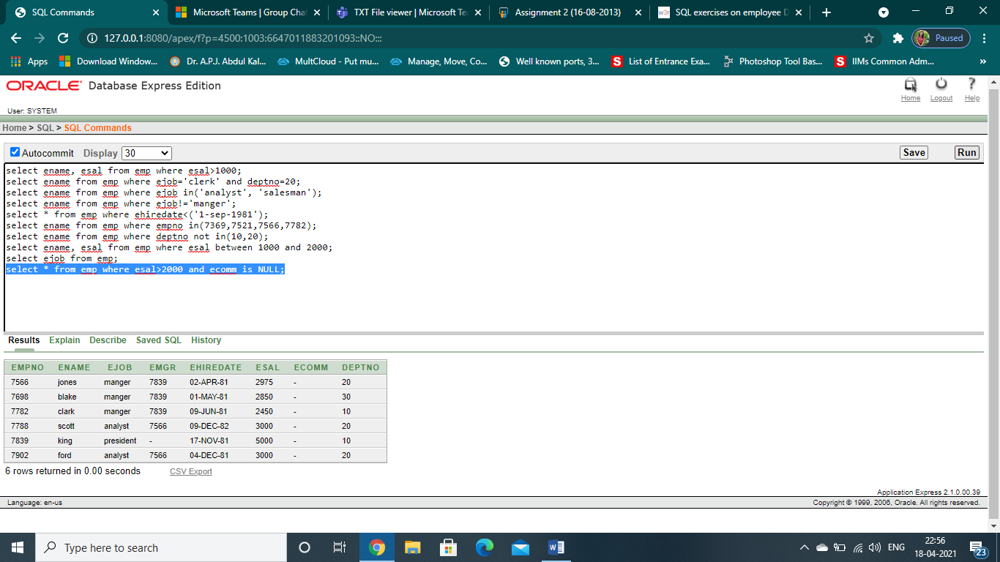 SQL Commands
Microsoft Teams | Group Cha
TXT File viewer | Microsoft Te
Assignment 2 (16-08-2013)
w3r
SQL exercises on employee D
127.0.0.1:8080/apex/f?p=4500:1003:6647011883201093::NO:::
Paused
Apps
Download Window...
Dr. A.P.J. Abdul Kal...
MultCloud - Put mu...
Manage, Move, Co...
Well known ports, 3...
S List of Entrance Exa...
Photoshop Tool Bas...
S IIMs Common Adm...
»
ORACLE Database Express Edition
Home Logout Help
User: SYSTEM
Home > SQL > SQL Commands
Autocommit Display 30 Save Run
select ename, esal from emp where esal>1000;
select ename from emp where ejob='clerk' and deptno=20;
select ename from emp where ejob in('analyst', 'salesman');
select ename from emp where ejob!='manger';
select * from emp where ehiredate<('1-sep-1981');
select ename from emp where empno in(7369,7521,7566,7782);
select ename from emp where deptno not in(10,20);
select ename, esal from emp where esal between 1000 and 2000;
select ejob from emp;
select * from emp where esal>2000 and ecomm is NULL;
Results Explain Describe Saved SQL History
EMPNO ENAME EJOB EMGR EHIREDATE ESAL ECOMM DEPTNO
7566 jones manger 7839 02-APR-81 2975 - 20
7698 blake manger 7839 01-MAY-81 2850 - 30
7782 clark manger 7839 09-JUN-81 2450 - 10
7788 scott analyst 7566 09-DEC-82 3000 - 20
7839 king president - 17-NOV-81 5000 - 10
7902 ford analyst 7566 04-DEC-81 3000 - 20
6 rows returned in 0.00 seconds CSV Export
Application Express 2.1.0.00.39
Language: en-us Copyright © 1999, 2006, Oracle. All rights reserved.
Type here to search
ENG
22:56
18-04-2021
23